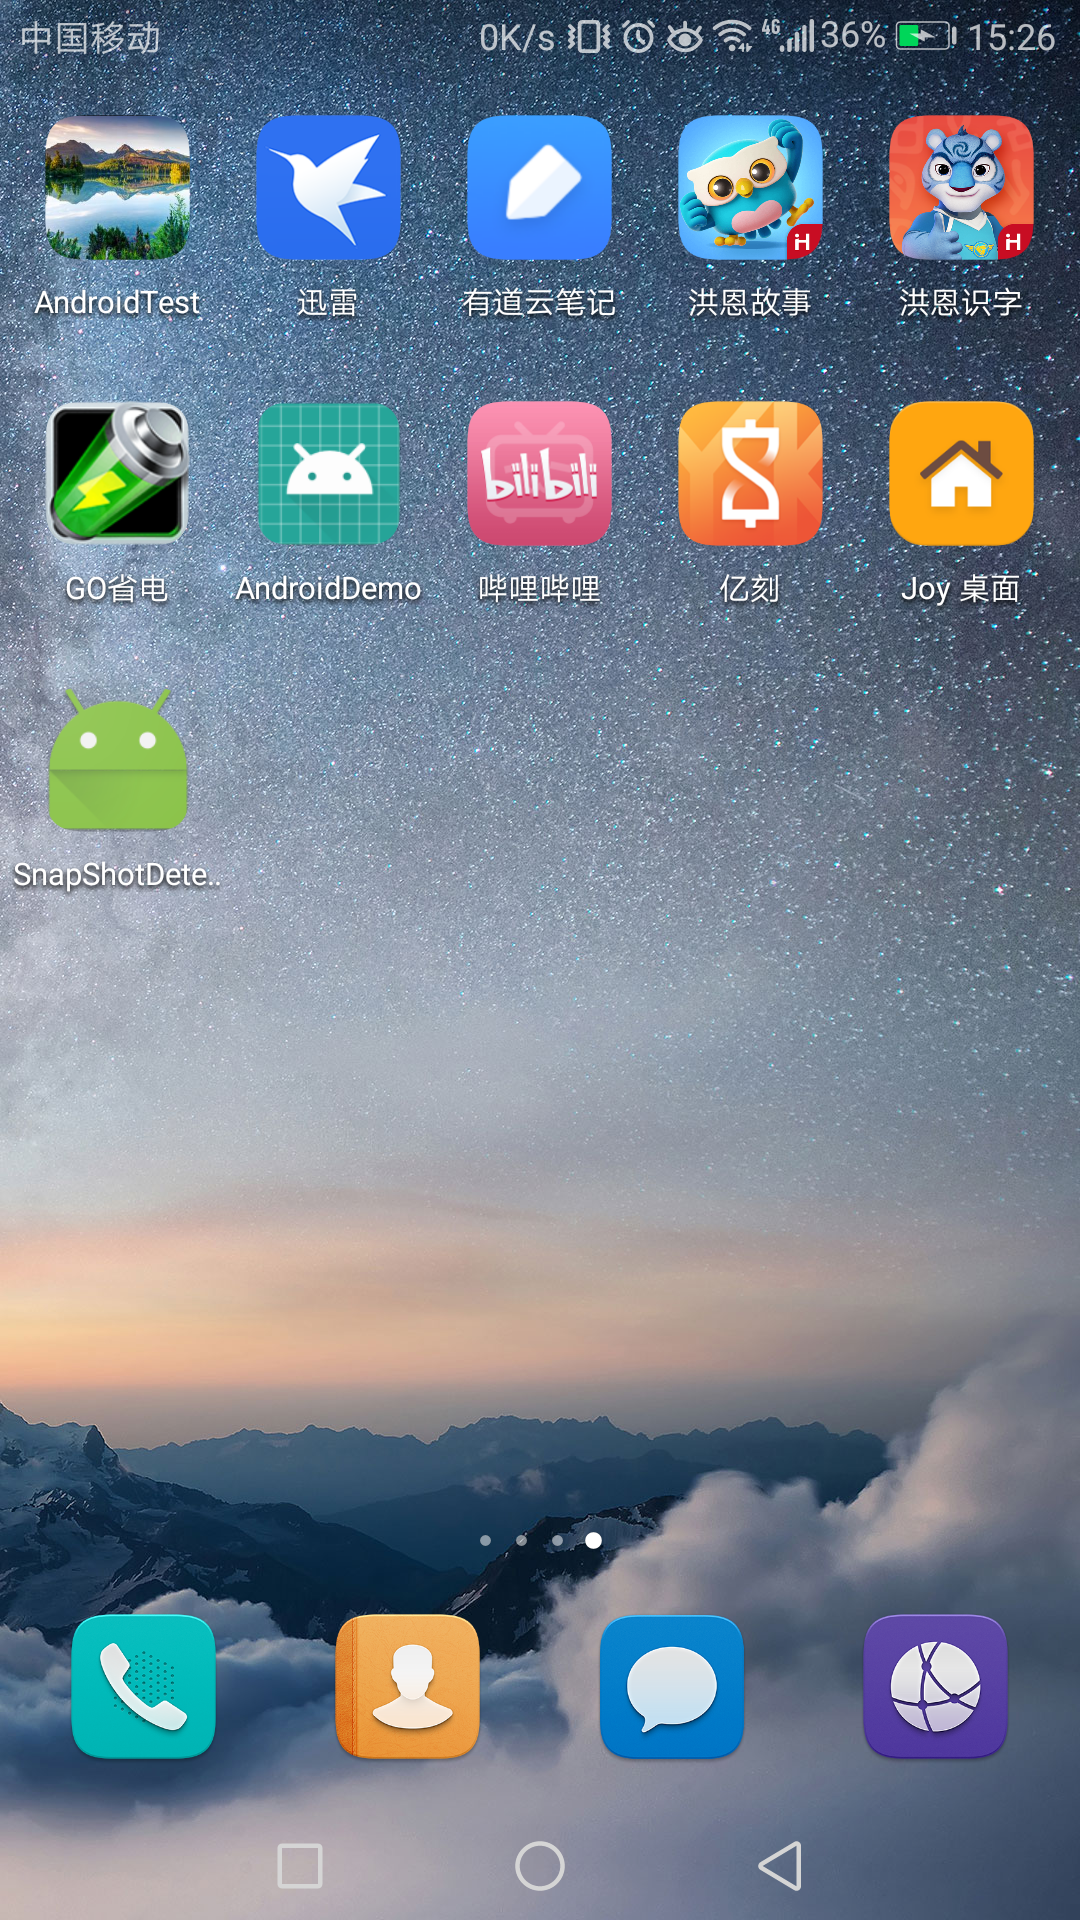 中国移动 0K/s 4G 36% 15:26
AndroidTest 迅雷 有道云笔记 洪恩故事 洪恩识字
bilibili
GO省电 AndroidDemo 哔哩哔哩 亿刻 Joy 桌面
SnapShotDete..